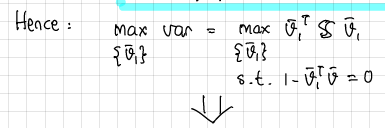 Hence : max var = max v̄₁ᵀ S v̄₁
{v̄₁} {v̄₁}
s.t. 1 - v̄₁ᵀ v̄ = 0